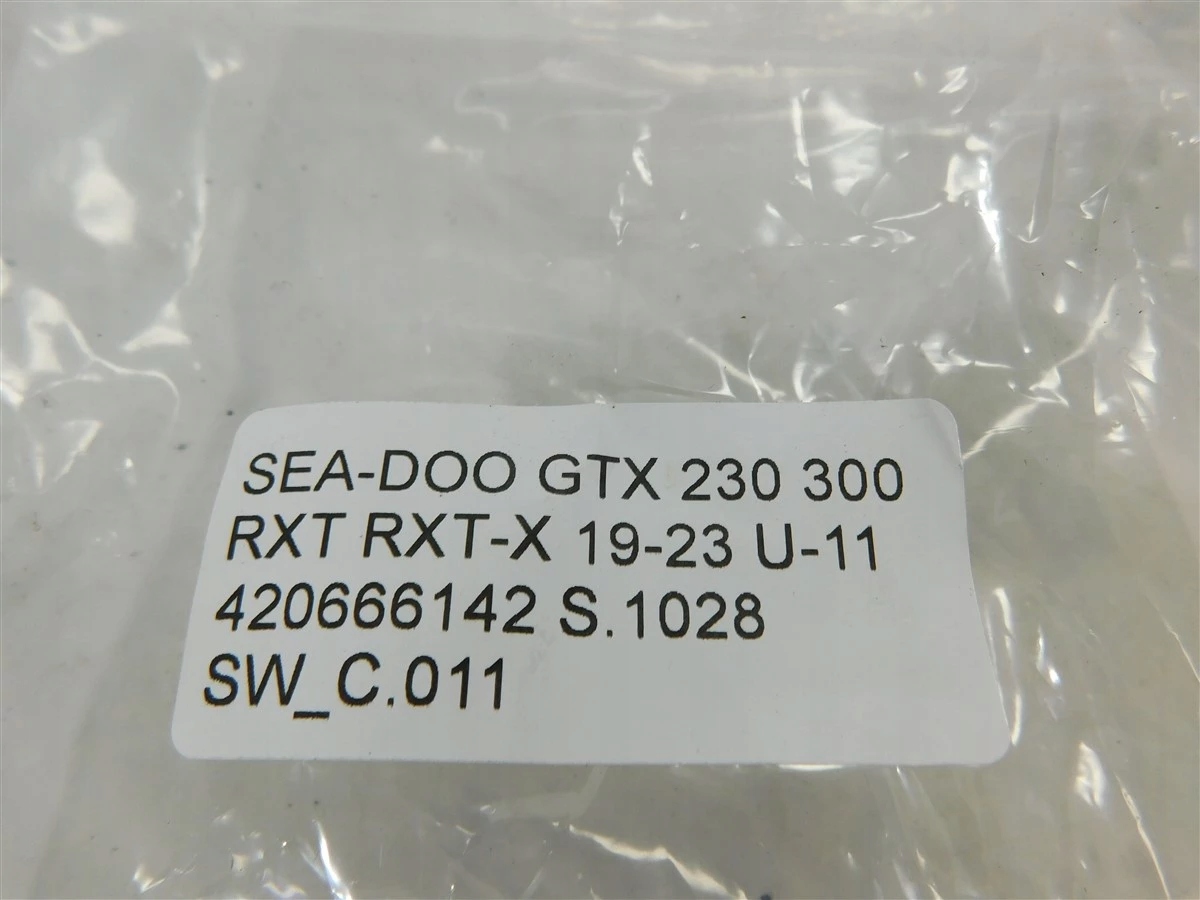 SEA-DOO GTX 230 300
RXT RXT-X 19-23 U-11
420666142 S.1028
SW_C.011